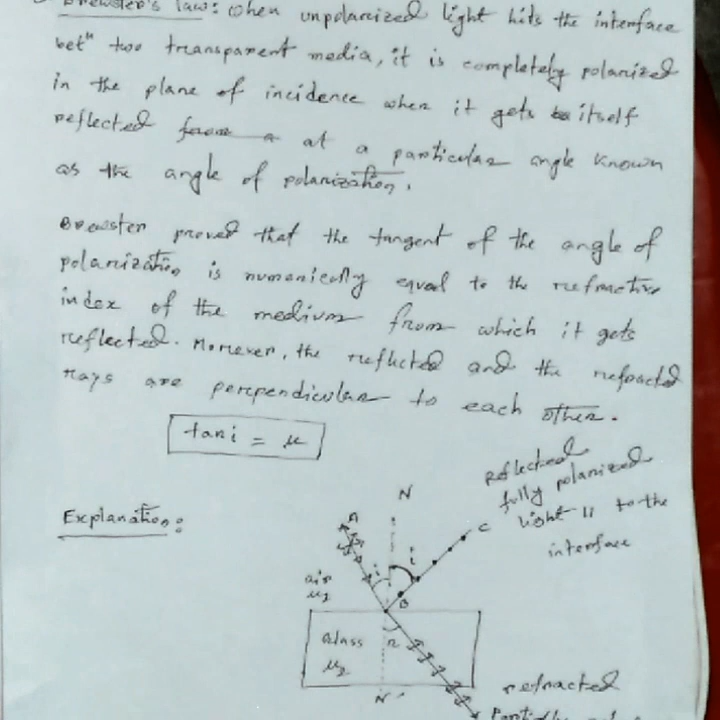 Brewster's law: When unpolarized light hits the interface
betn two transparent media, it is completely polarized
in the plane of incidence when it gets itself
reflected from a at a particular angle known
as the angle of polarization.
Brewster proved that the tangent of the angle of
polarization is numerically equal to the refractive
index of the medium from which it gets
reflected. Moreover, the reflected and the refracted
rays are perpendicular to each other.
tan i = μ
Explanation:
N
Reflected
fully polarized
light || to the
interface
A
C
i
i
air
B
Glass
r
μ2
N'
refracted
Partially